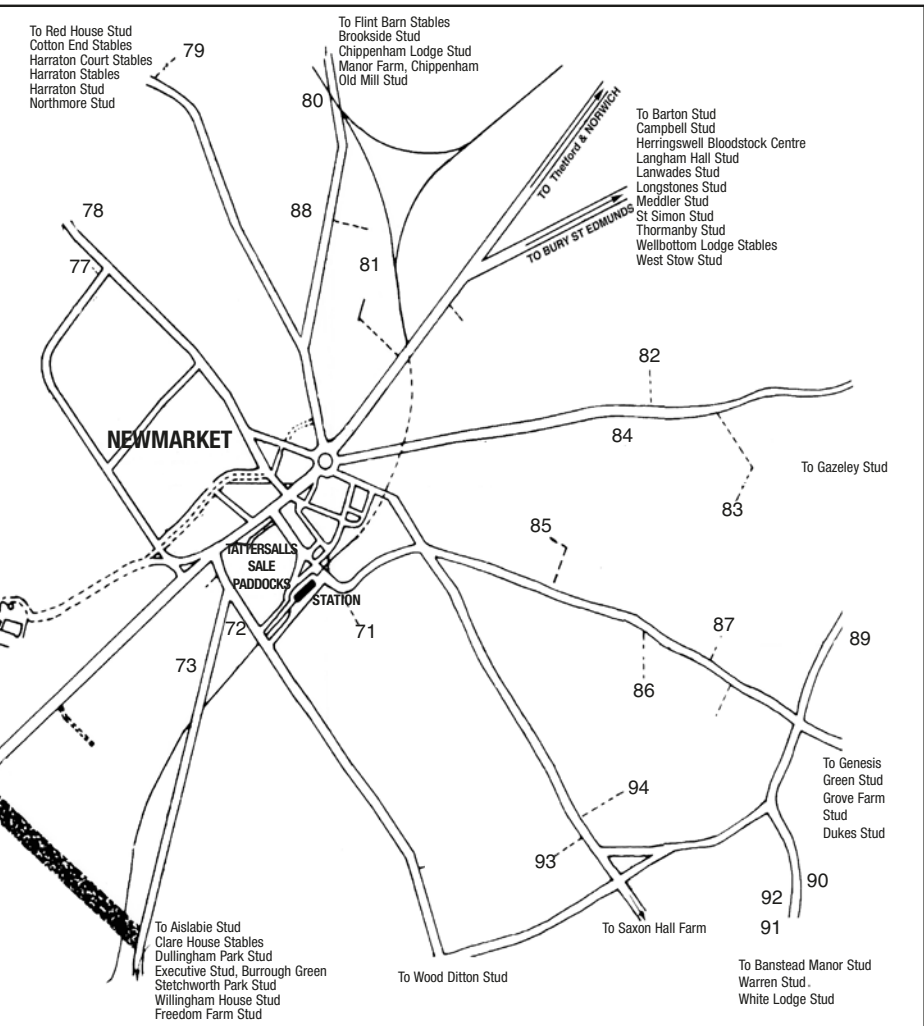 To Red House Stud
Cotton End Stables
Harraton Court Stables
Harraton Stables
Harraton Stud
Northmore Stud
79
To Flint Barn Stables
Brookside Stud
Chippenham Lodge Stud
Manor Farm, Chippenham
Old Mill Stud
80
TO Thetford & NORWICH
To Barton Stud
Campbell Stud
Herringswell Bloodstock Centre
Langham Hall Stud
Lanwades Stud
Longstones Stud
Meddler Stud
St Simon Stud
Thormanby Stud
Wellbottom Lodge Stables
West Stow Stud
TO BURY ST EDMUNDS
78
88
77
81
82
NEWMARKET
84
To Gazeley Stud
83
85
TATTERSALLS
SALE
PADDOCKS
STATION
72
71
87
89
73
86
To Genesis
Green Stud
Grove Farm
Stud
Dukes Stud
94
93
90
92
91
To Aislabie Stud
Clare House Stables
Dullingham Park Stud
Executive Stud, Burrough Green
Stetchworth Park Stud
Willingham House Stud
Freedom Farm Stud
To Saxon Hall Farm
To Wood Ditton Stud
To Banstead Manor Stud
Warren Stud.
White Lodge Stud